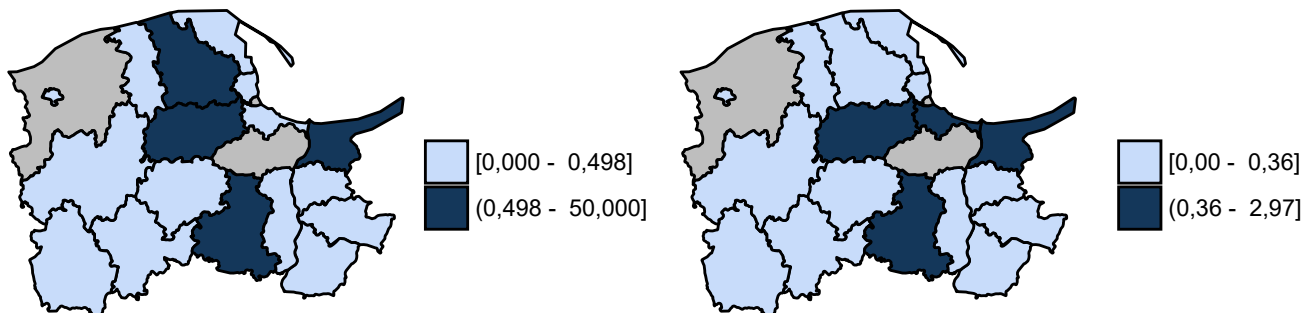 [0,000 - 0,498]
(0,498 - 50,000]
[0,00 - 0,36]
(0,36 - 2,97]